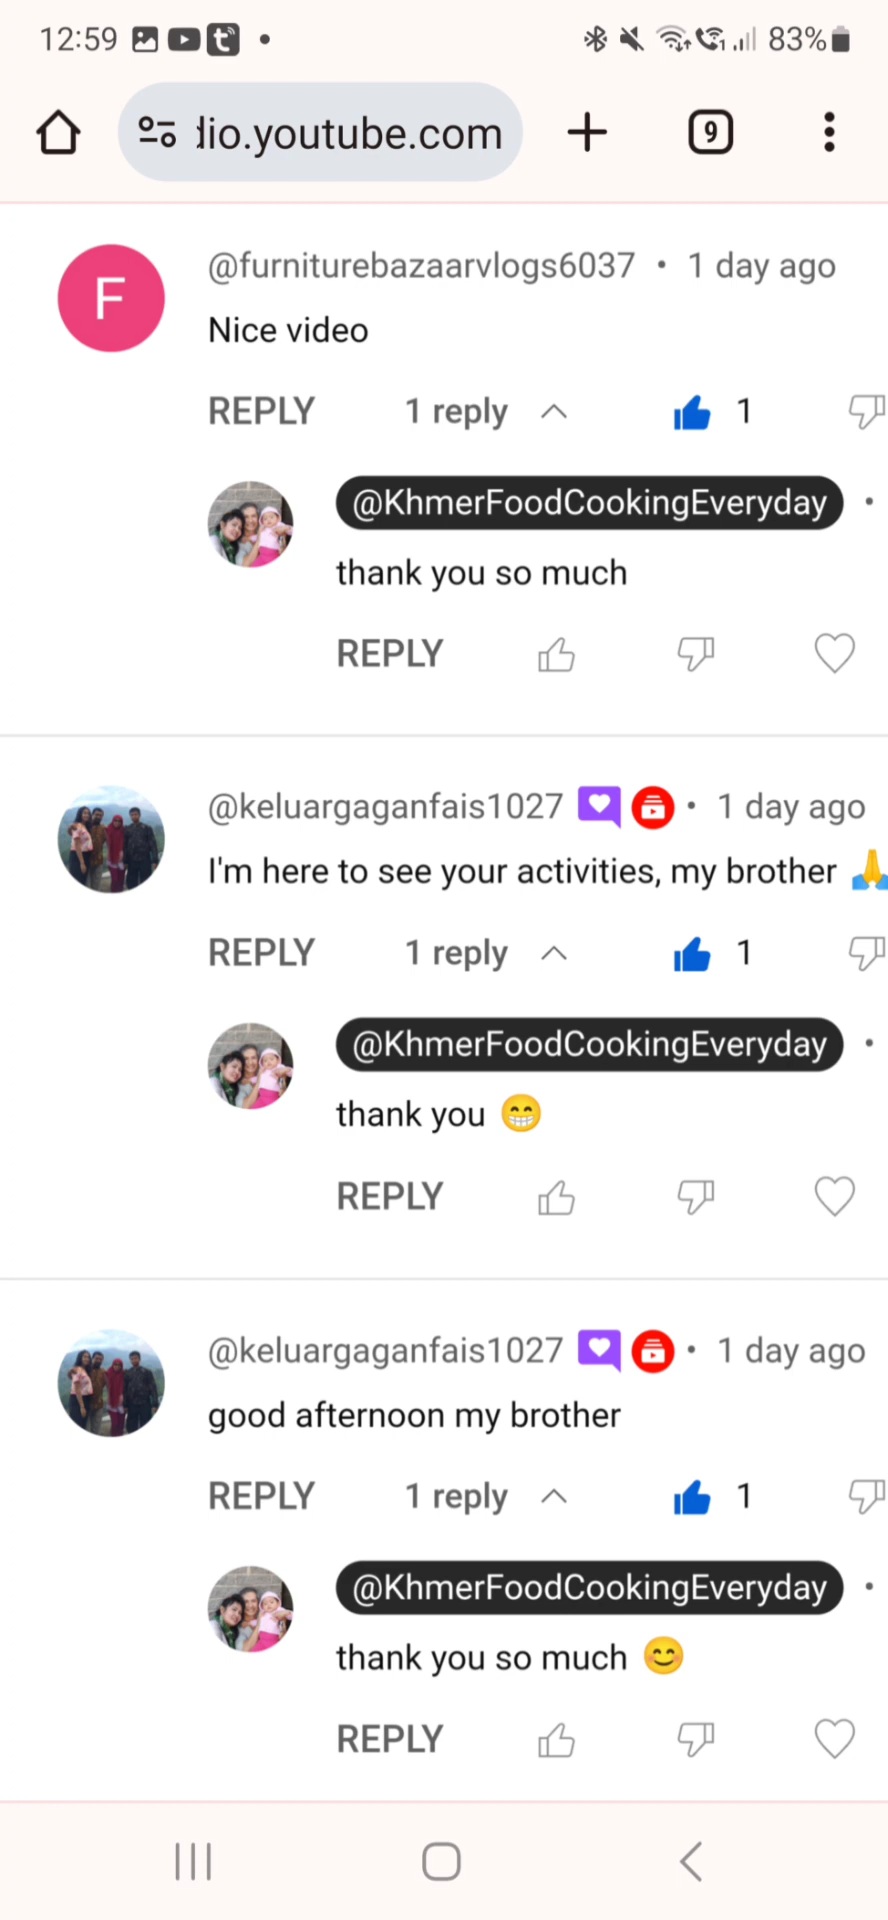 12:59
83%
dio.youtube.com
9
F
@furniturebazaarvlogs6037 • 1 day ago
Nice video
REPLY 1 reply 1
@KhmerFoodCookingEveryday •
thank you so much
REPLY
@keluargaganfais1027 • 1 day ago
I'm here to see your activities, my brother 🙏
REPLY 1 reply 1
@KhmerFoodCookingEveryday •
thank you 😁
REPLY
@keluargaganfais1027 • 1 day ago
good afternoon my brother
REPLY 1 reply 1
@KhmerFoodCookingEveryday •
thank you so much 😊
REPLY